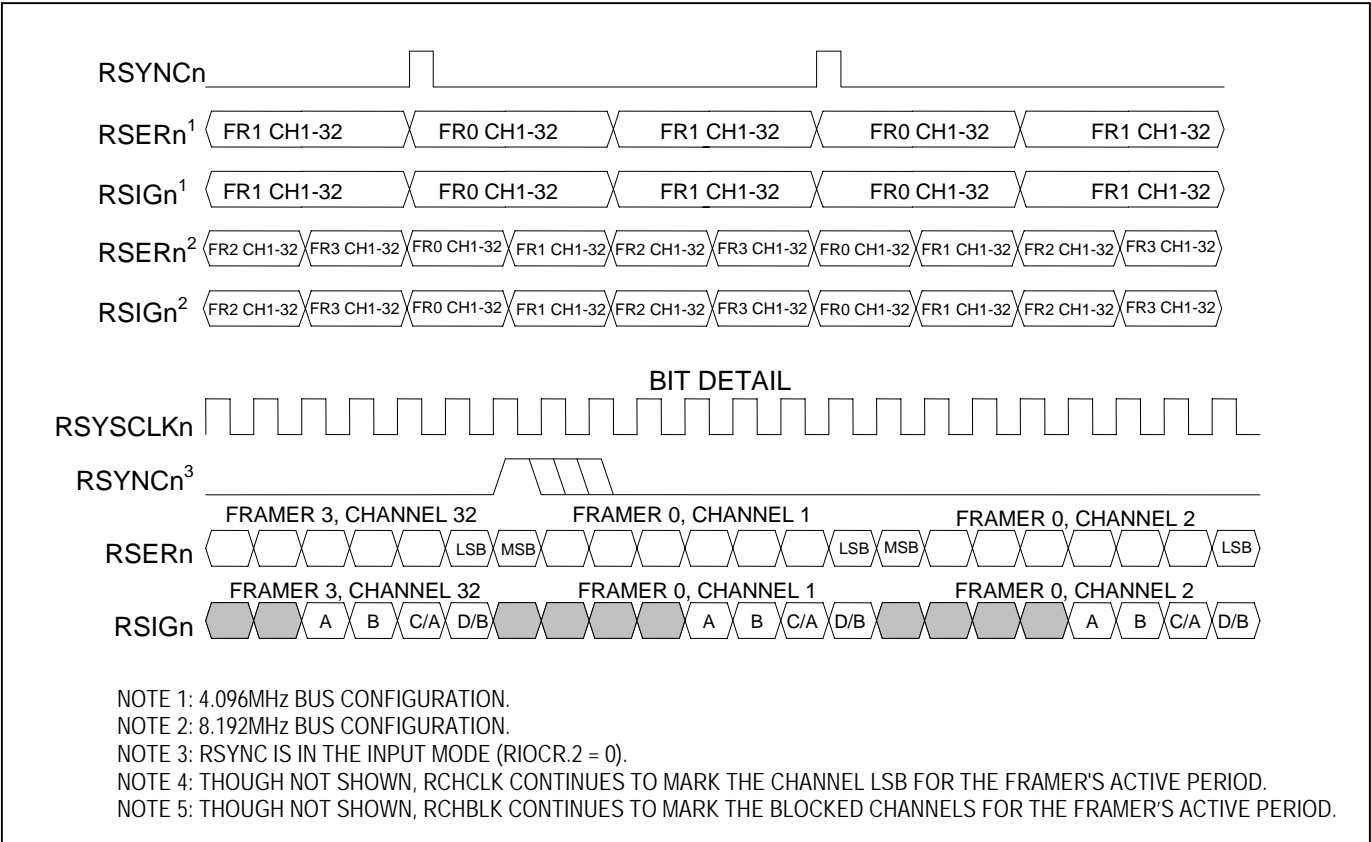 RSYNCn
RSERn1 FR1 CH1-32 FR0 CH1-32 FR1 CH1-32 FR0 CH1-32 FR1 CH1-32
RSIGn1 FR1 CH1-32 FR0 CH1-32 FR1 CH1-32 FR0 CH1-32 FR1 CH1-32
RSERn2 FR2 CH1-32 FR3 CH1-32 FR0 CH1-32 FR1 CH1-32 FR2 CH1-32 FR3 CH1-32 FR0 CH1-32 FR1 CH1-32 FR2 CH1-32 FR3 CH1-32
RSIGn2 FR2 CH1-32 FR3 CH1-32 FR0 CH1-32 FR1 CH1-32 FR2 CH1-32 FR3 CH1-32 FR0 CH1-32 FR1 CH1-32 FR2 CH1-32 FR3 CH1-32
BIT DETAIL
RSYSCLKn
RSYNCn3
FRAMER 3, CHANNEL 32 FRAMER 0, CHANNEL 1 FRAMER 0, CHANNEL 2
RSERn LSB MSB LSB MSB LSB
FRAMER 3, CHANNEL 32 FRAMER 0, CHANNEL 1 FRAMER 0, CHANNEL 2
RSIGn A B C/A D/B A B C/A D/B A B C/A D/B
NOTE 1: 4.096MHz BUS CONFIGURATION.
NOTE 2: 8.192MHz BUS CONFIGURATION.
NOTE 3: RSYNC IS IN THE INPUT MODE (RIOCR.2 = 0).
NOTE 4: THOUGH NOT SHOWN, RCHCLK CONTINUES TO MARK THE CHANNEL LSB FOR THE FRAMER'S ACTIVE PERIOD.
NOTE 5: THOUGH NOT SHOWN, RCHBLK CONTINUES TO MARK THE BLOCKED CHANNELS FOR THE FRAMER’S ACTIVE PERIOD.